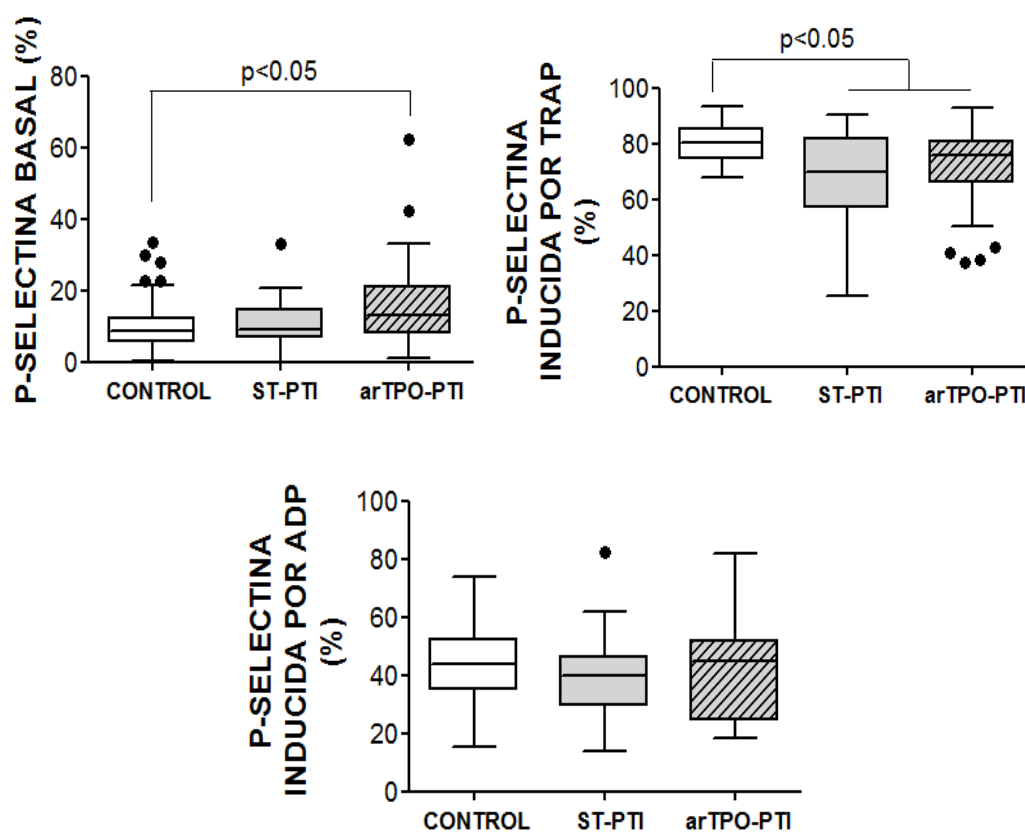 P-SELECTINA BASAL (%)
p<0.05
80
60
40
20
0
CONTROL ST-PTI arTPO-PTI
P-SELECTINA
INDUCIDA POR TRAP
(%)
p<0.05
100
80
60
40
20
0
CONTROL ST-PTI arTPO-PTI
P-SELECTINA
INDUCIDA POR ADP
(%)
100
80
60
40
20
0
CONTROL ST-PTI arTPO-PTI